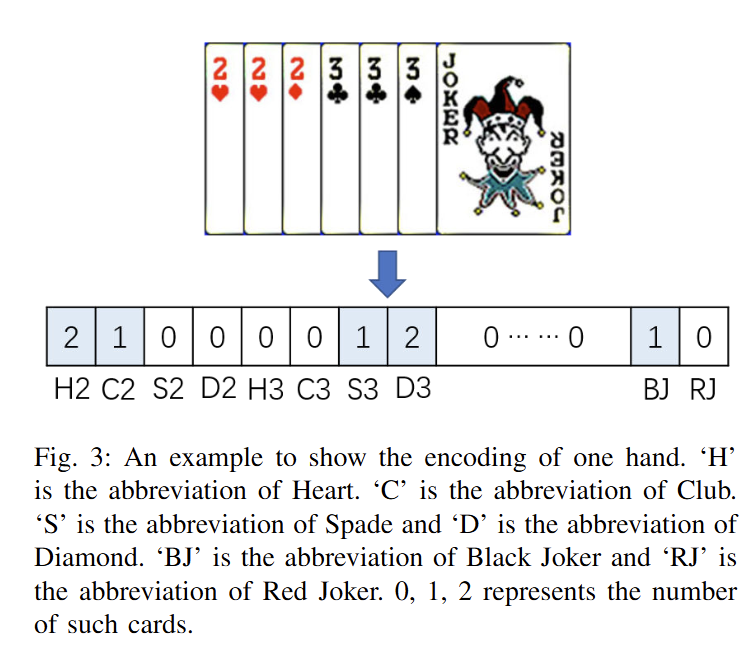 2 2 2 3 3 3 JOKER JOKER
2 1 0 0 0 0 1 2 0 ··· ··· 0 1 0
H2 C2 S2 D2 H3 C3 S3 D3 BJ RJ
Fig. 3: An example to show the encoding of one hand. ‘H’
is the abbreviation of Heart. ‘C’ is the abbreviation of Club.
‘S’ is the abbreviation of Spade and ‘D’ is the abbreviation of
Diamond. ‘BJ’ is the abbreviation of Black Joker and ‘RJ’ is
the abbreviation of Red Joker. 0, 1, 2 represents the number
of such cards.